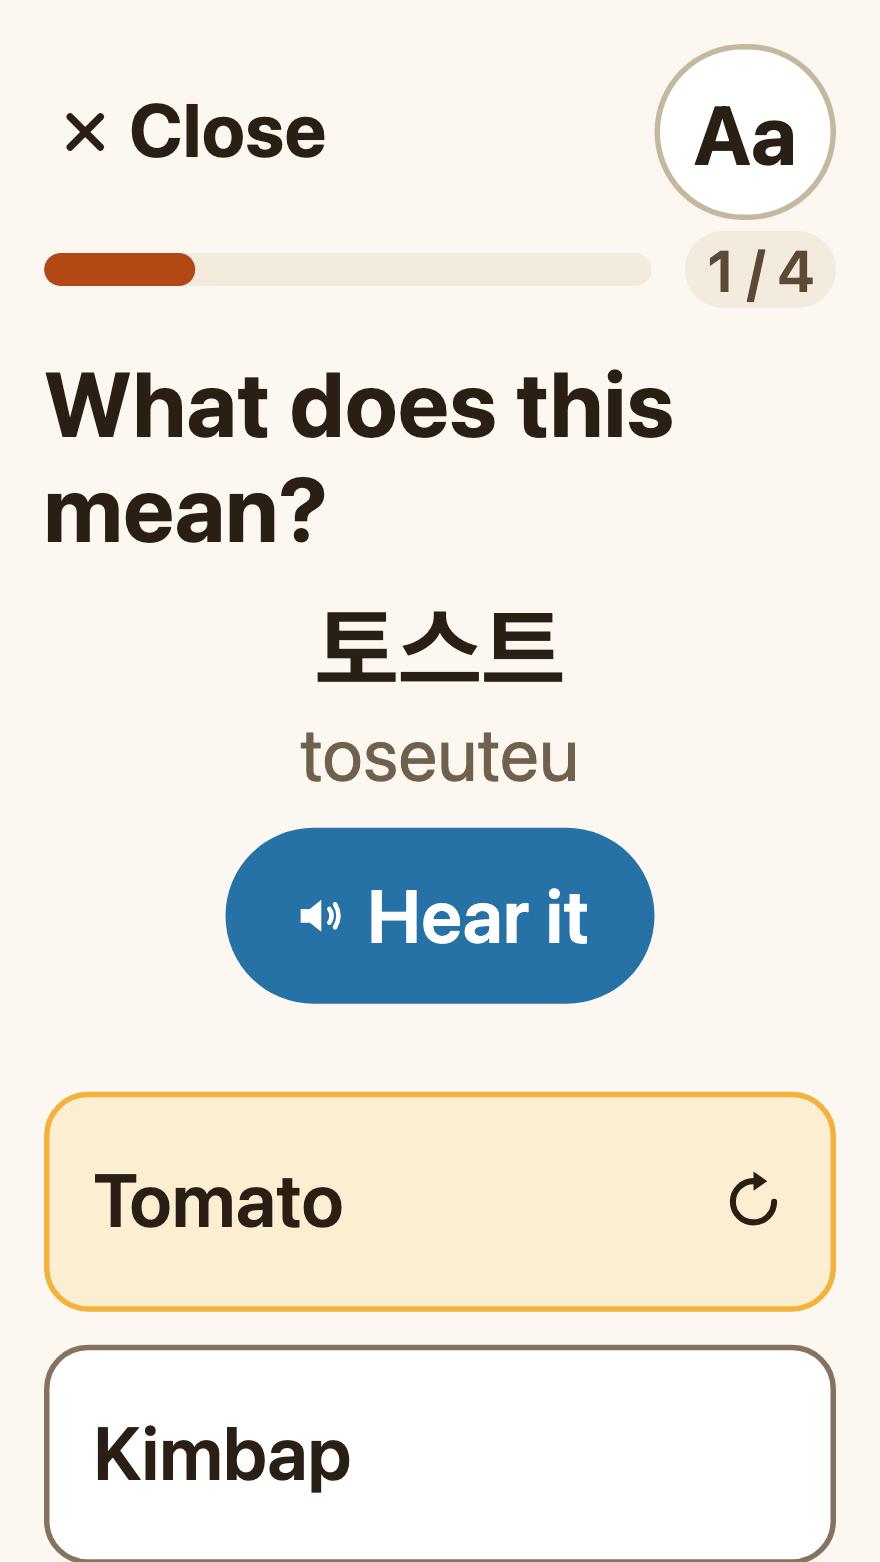 Close
Aa
1 / 4
What does this
mean?
토스트
toseuteu
Hear it
Tomato
Kimbap